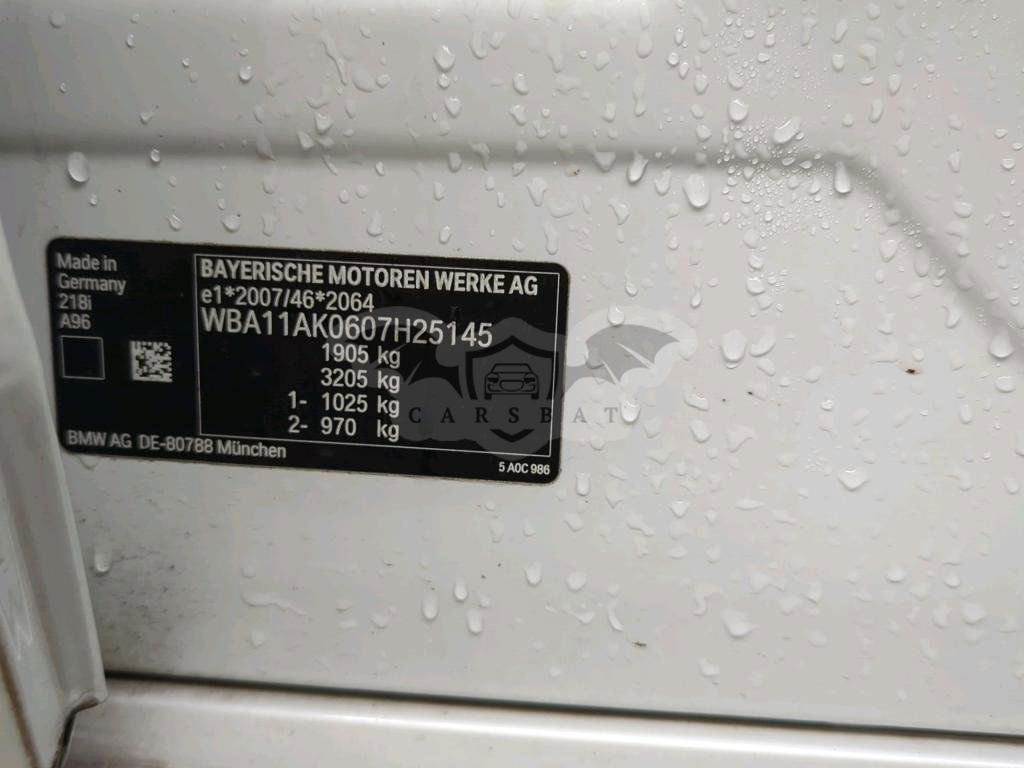 Made in
Germany
218i
A96
BAYERISCHE MOTOREN WERKE AG
e1*2007/46*2064
WBA11AK0607H25145
1905 kg
3205 kg
1- 1025 kg
2- 970 kg
BMW AG DE-80788 München
5 A0C 986
CARSBAT